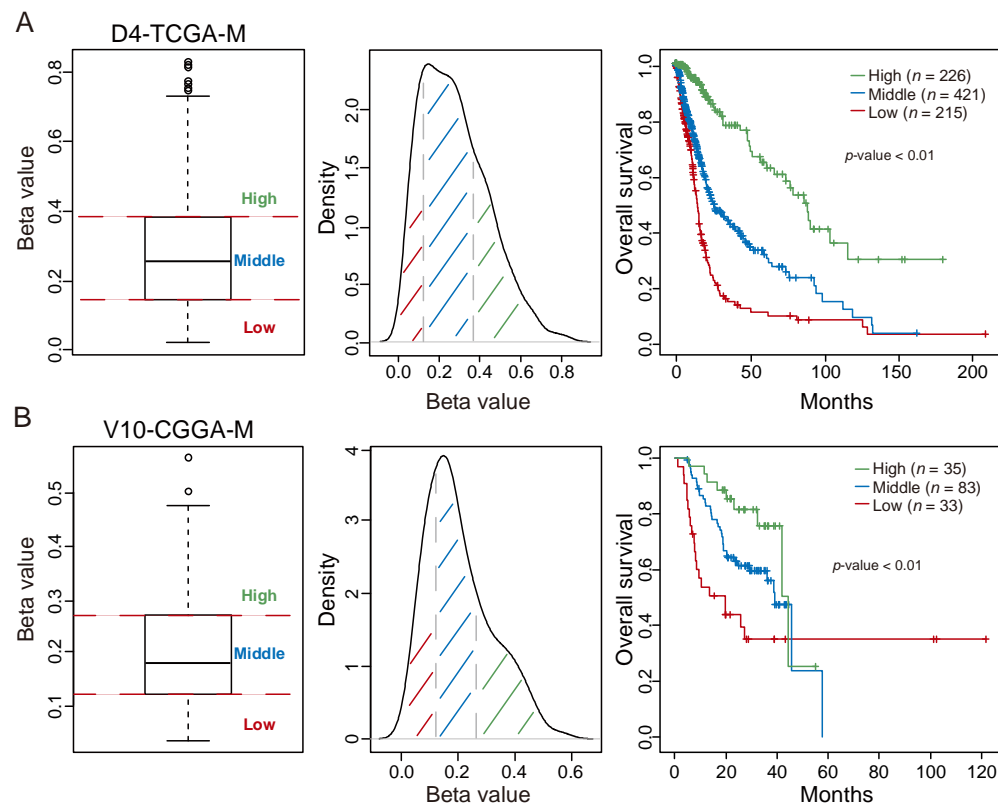 A
D4-TCGA-M
Beta value
0.8
0.4
0.2
0.0
High
Middle
Low
Density
2.0
1.5
1.0
0.5
0.0
0.0 0.2 0.4 0.6 0.8
Beta value
Overall survival
1.0
0.8
0.6
0.4
0.2
0.0
High (n = 226)
Middle (n = 421)
Low (n = 215)
p-value < 0.01
0 50 100 150 200
Months
B
V10-CGGA-M
Beta value
0.5
0.4
0.3
0.2
0.1
High
Middle
Low
Density
4
3
2
1
0
0.0 0.2 0.4 0.6
Beta value
Overall survival
1.0
0.8
0.6
0.4
0.2
0.0
High (n = 35)
Middle (n = 83)
Low (n = 33)
p-value < 0.01
0 20 40 60 80 100 120
Months